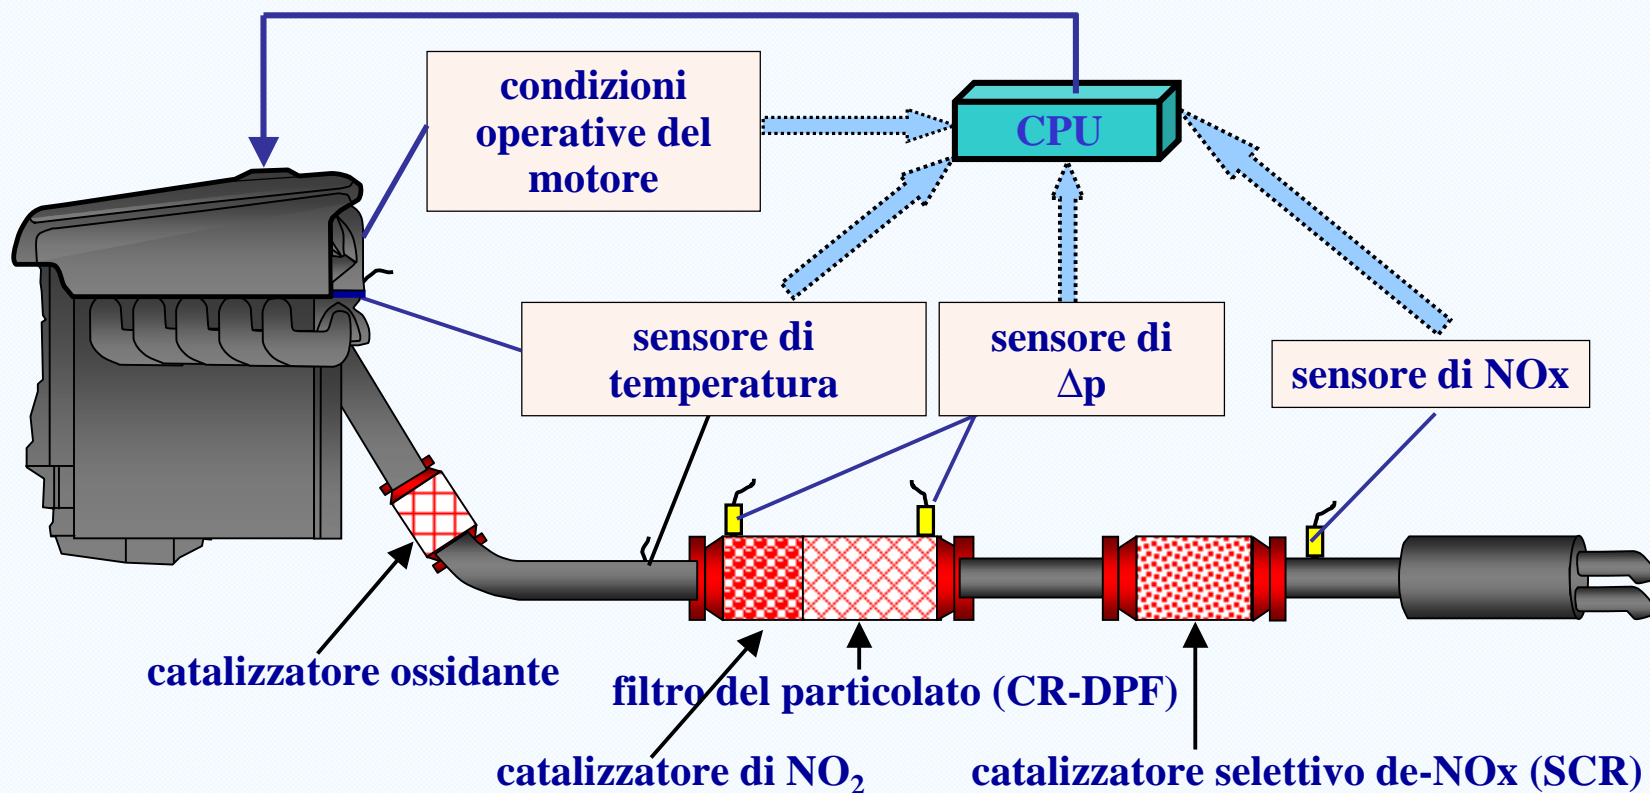 condizioni
operative del
motore
CPU
sensore di
temperatura
sensore di
Δp
sensore di NOx
catalizzatore ossidante
filtro del particolato (CR-DPF)
catalizzatore di NO₂
catalizzatore selettivo de-NOx (SCR)